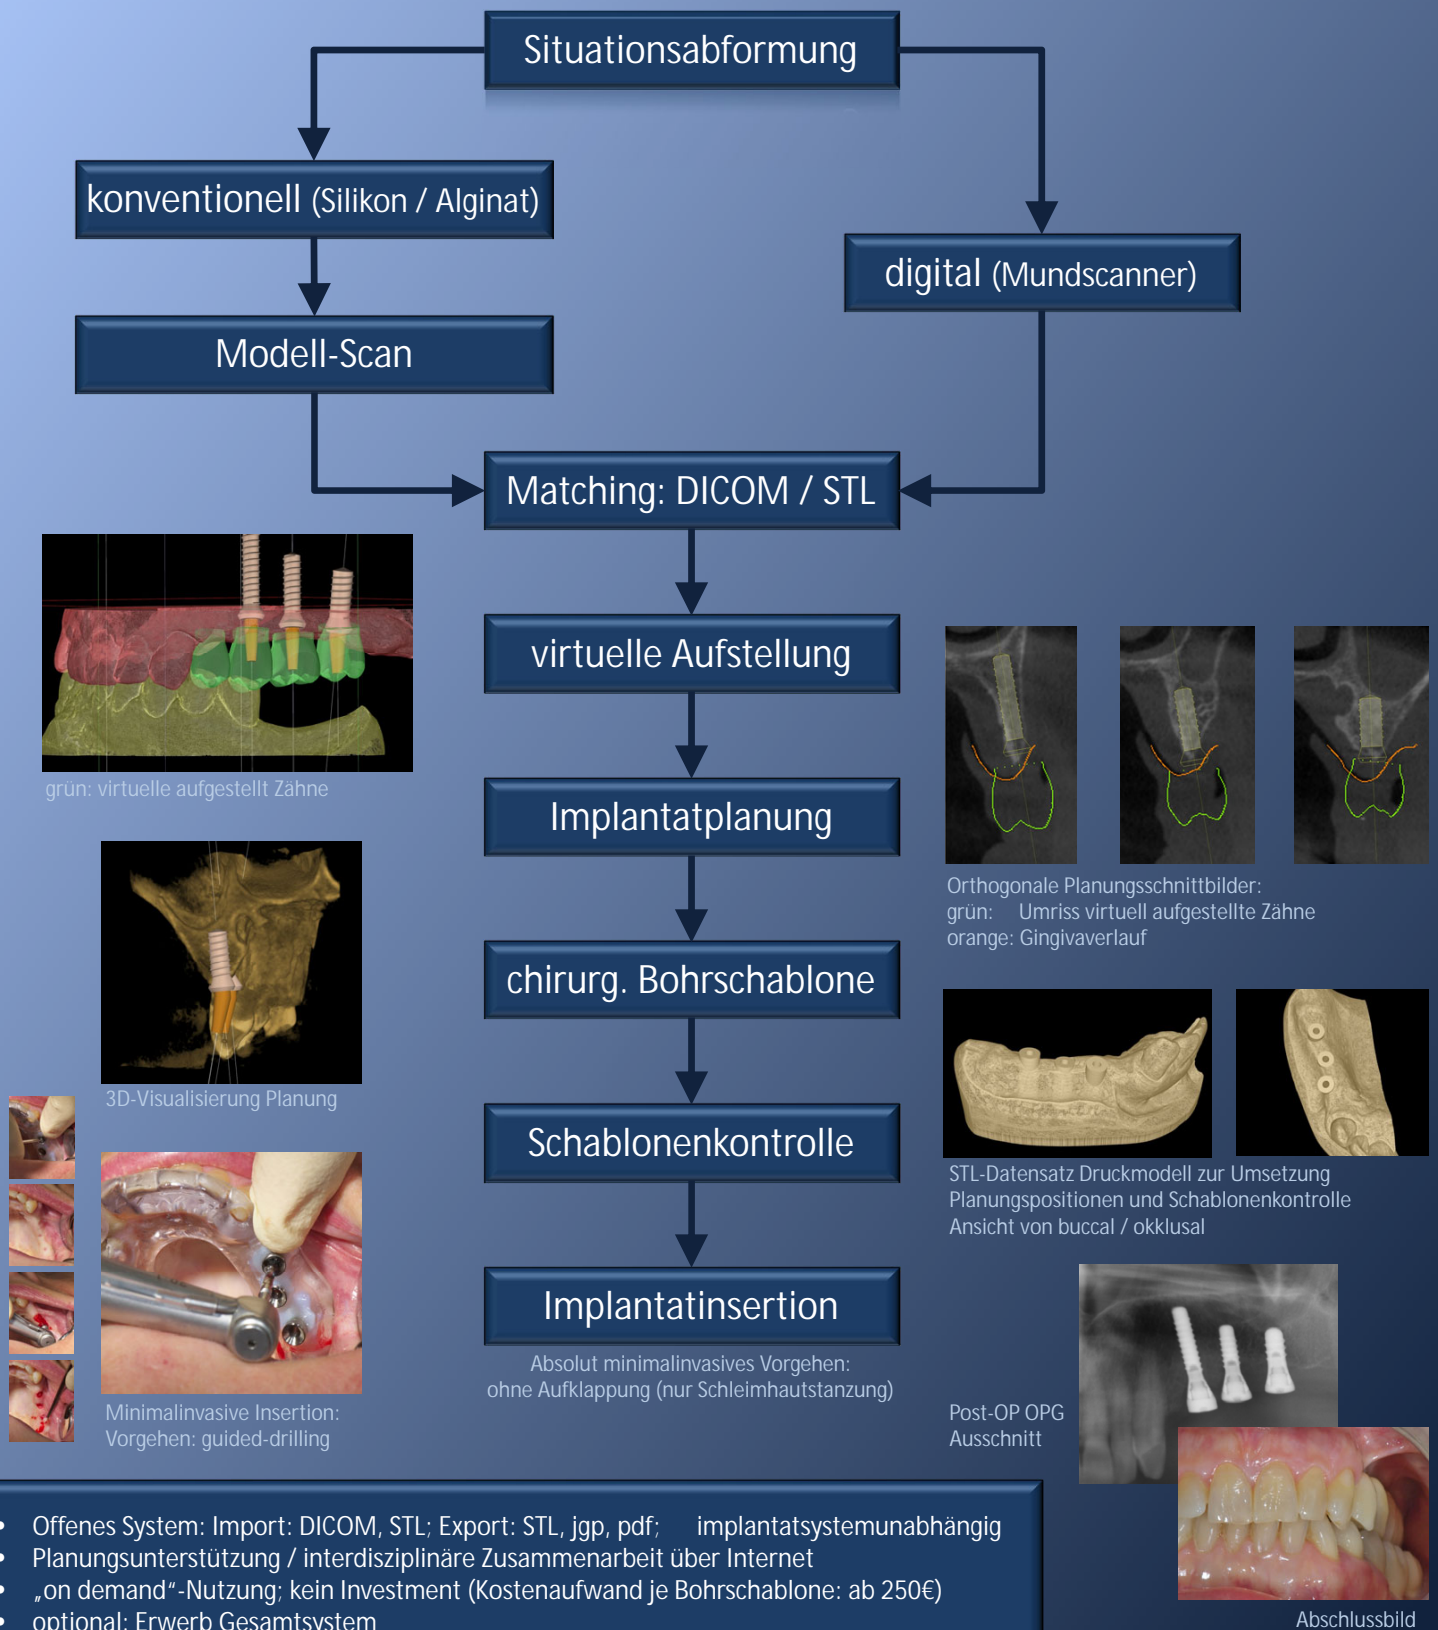 Situationsabformung
konventionell (Silikon / Alginat)
digital (Mundscanner)
Modell-Scan
Matching: DICOM / STL
virtuelle Aufstellung
grün: virtuelle aufgestellt Zähne
Implantatplanung
Orthogonale Planungsschnittbilder:
grün: Umriss virtuell aufgestellte Zähne
orange: Gingivaverlauf
chirurg. Bohrschablone
3D-Visualisierung Planung
Schablonenkontrolle
STL-Datensatz Druckmodell zur Umsetzung
Planungspositionen und Schablonenkontrolle
Ansicht von buccal / okklusal
Implantatinsertion
Absolut minimalinvasives Vorgehen:
ohne Aufklappung (nur Schleimhautstanzung)
Minimalinvasive Insertion:
Vorgehen: guided-drilling
Post-OP OPG
Ausschnitt
• Offenes System: Import: DICOM, STL; Export: STL, jgp, pdf; implantatsystemunabhängig
• Planungsunterstützung / interdisziplinäre Zusammenarbeit über Internet
• „on demand“-Nutzung; kein Investment (Kostenaufwand je Bohrschablone: ab 250€)
• optional: Erwerb Gesamtsystem
Abschlussbild